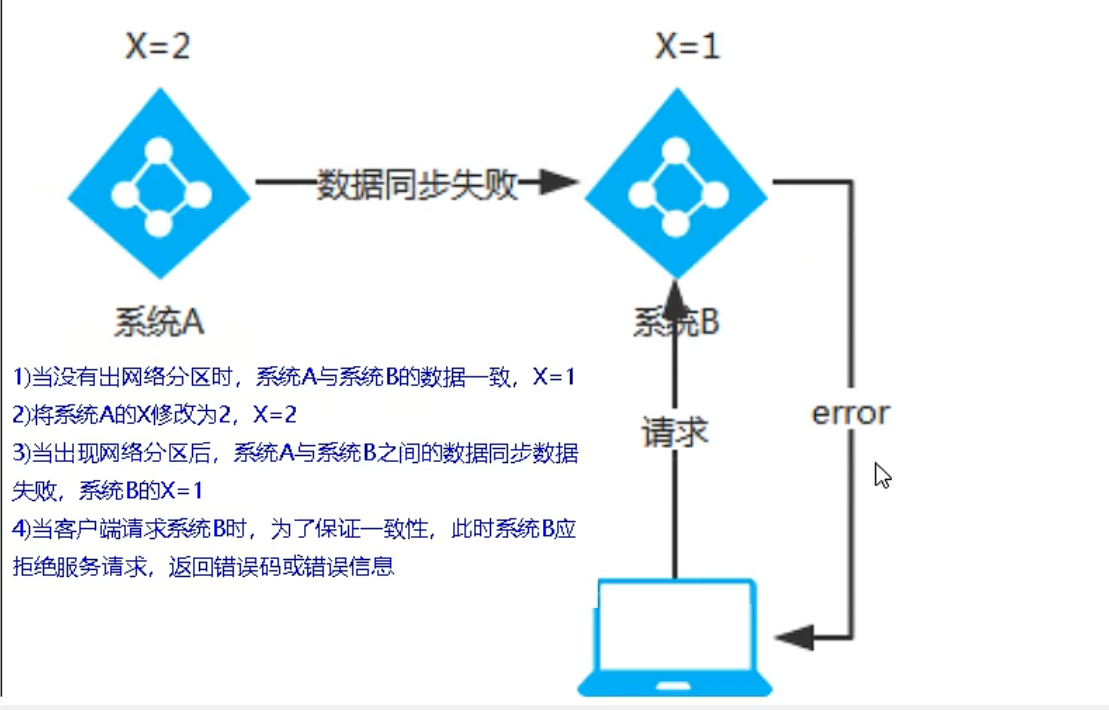 X=2
X=1
数据同步失败
系统A
系统B
1)当没有出网络分区时，系统A与系统B的数据一致，X=1
2)将系统A的X修改为2，X=2
3)当出现网络分区后，系统A与系统B之间的数据同步数据
失败，系统B的X=1
4)当客户端请求系统B时，为了保证一致性，此时系统B应
拒绝服务请求，返回错误码或错误信息
请求
error